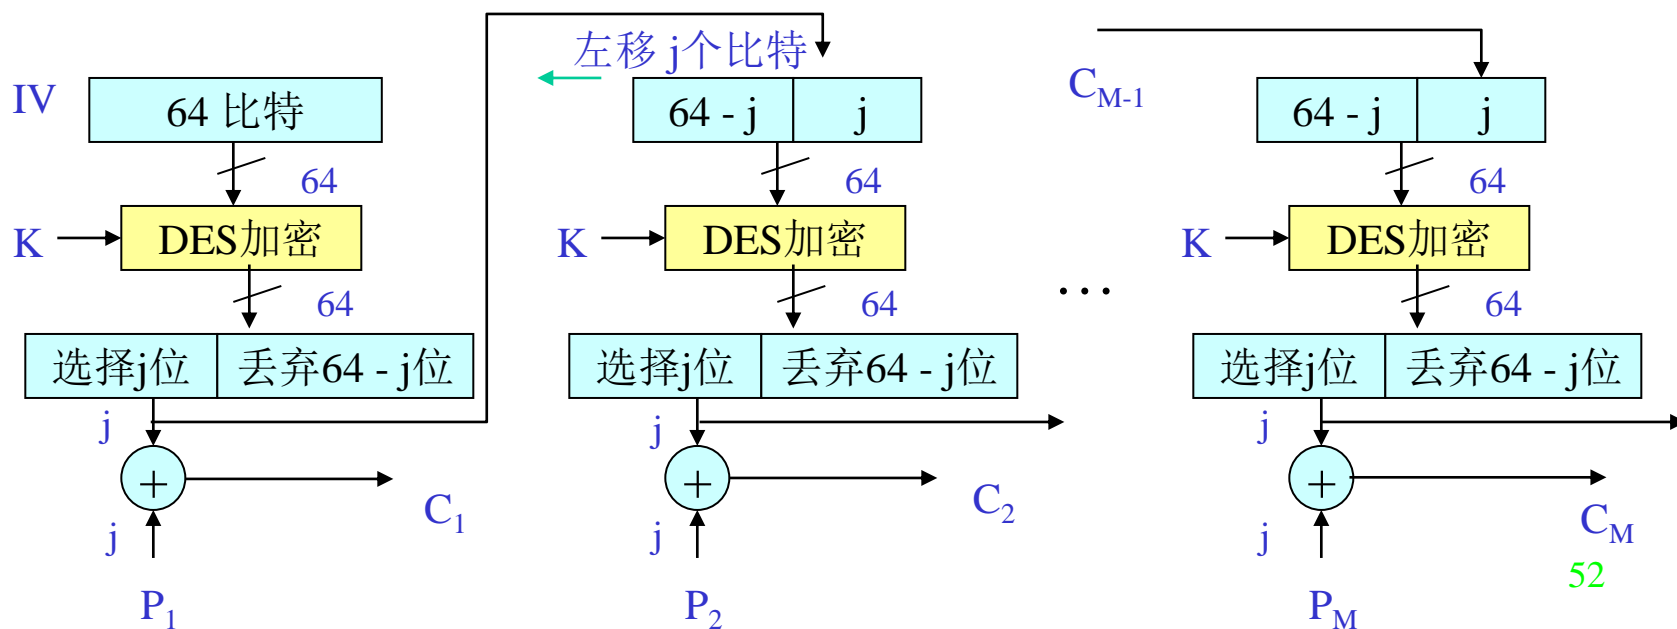 左移 j个比特
IV
64 比特
64 - j
j
C_{M-1}
64 - j
j
64
64
64
K
DES加密
K
DES加密
K
DES加密
64
64
…
64
选择j位
丢弃64 - j位
选择j位
丢弃64 - j位
选择j位
丢弃64 - j位
j
j
j
+
+
+
C_1
C_2
C_M
j
j
j
52
P_1
P_2
P_M